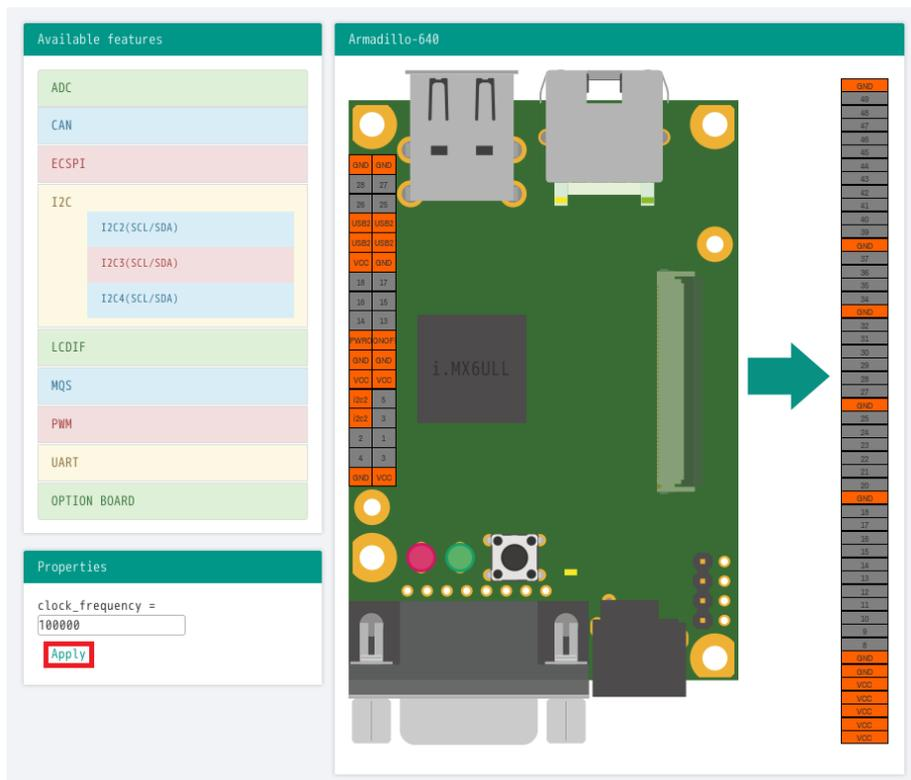 Available features
ADC
CAN
ECSPI
I2C
I2C2(SCL/SDA)
I2C3(SCL/SDA)
I2C4(SCL/SDA)
LCDIF
MQS
PWM
UART
OPTION BOARD
Properties
clock_frequency =
100000
Apply
Armadillo-640
GND GND
28 27
26 25
USB2 USB2
USB2 USB2
VCC GND
18 17
16 15
14 13
GND GND
VCC VCC
i2c2 5
i2c2 3
2 1
4 3
GND VCC
i.MX6ULL
GND
49
48
47
46
45
44
43
42
41
40
39
GND
37
36
35
34
GND
32
31
30
29
28
27
GND
25
24
23
22
21
20
GND
18
17
16
15
14
13
12
11
10
9
8
GND
GND
VCC
VCC
VCC
VCC
VCC